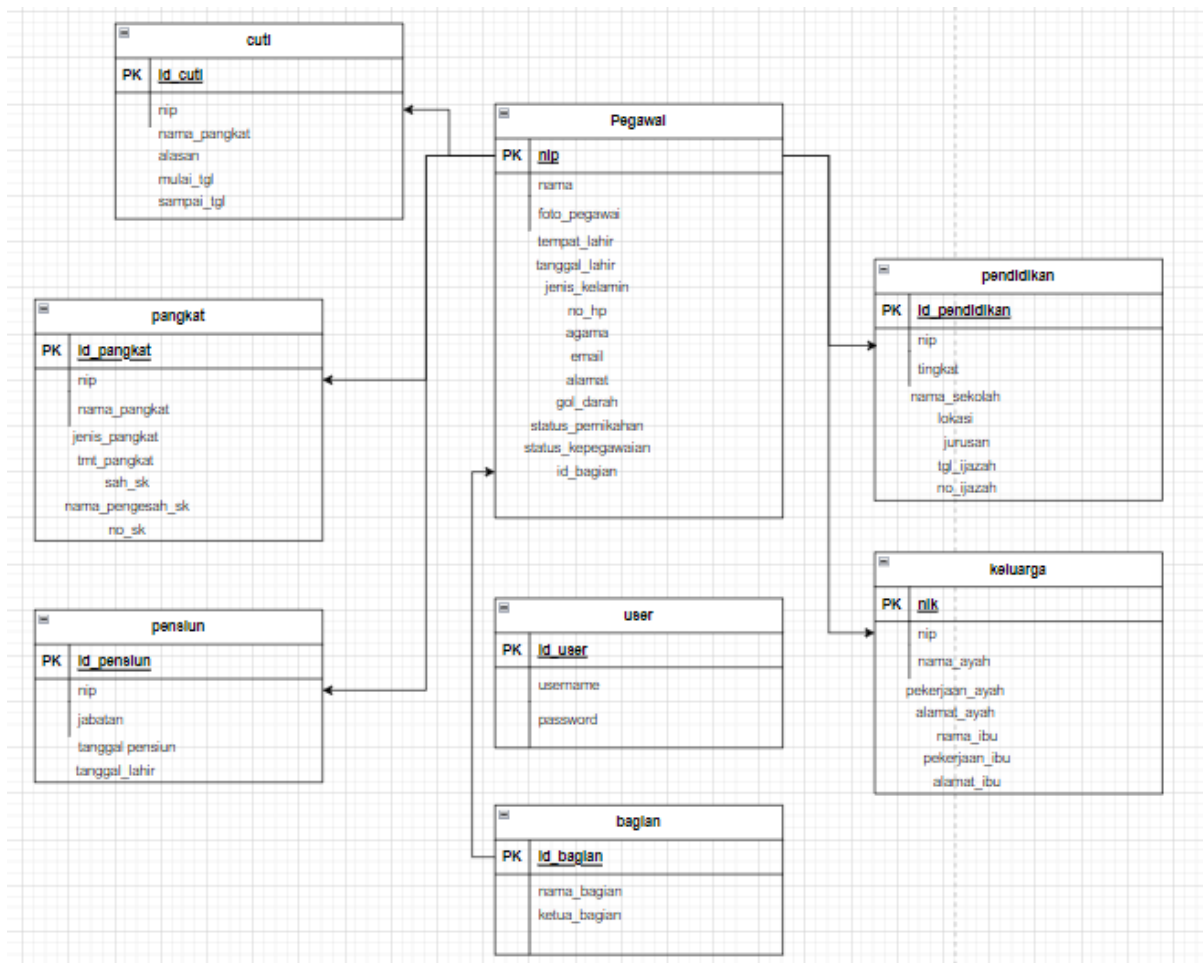 cuti
PK id_cuti
nip
nama_pangkat
alasan
mulai_tgl
sampai_tgl
pangkat
PK id_pangkat
nip
nama_pangkat
jenis_pangkat
tmt_pangkat
sah_sk
nama_pengesah_sk
no_sk
pensiun
PK id_pensiun
nip
jabatan
tanggal pensiun
tanggal_lahir
Pegawai
PK nip
nama
foto_pegawai
tempat_lahir
tanggal_lahir
jenis_kelamin
no_hp
agama
email
alamat
gol_darah
status_pernikahan
status_kepegawaian
id_bagian
user
PK id_user
username
password
bagian
PK id_bagian
nama_bagian
ketua_bagian
pendidikan
PK id_pendidikan
nip
tingkat
nama_sekolah
lokasi
jurusan
tgl_ijazah
no_ijazah
keluarga
PK nik
nip
nama_ayah
pekerjaan_ayah
alamat_ayah
nama_ibu
pekerjaan_ibu
alamat_ibu